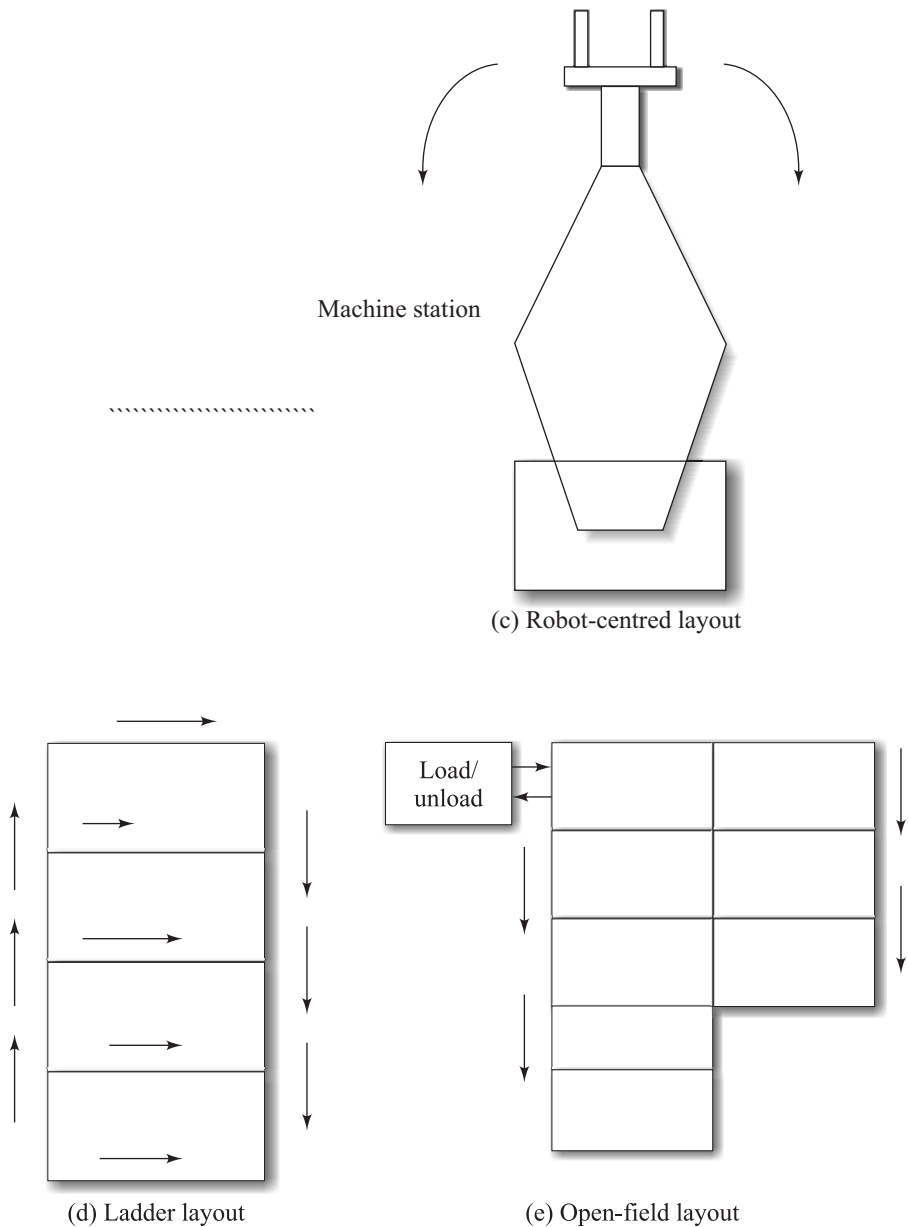 Machine station
(c) Robot-centred layout
Load/
unload
(d) Ladder layout
(e) Open-field layout